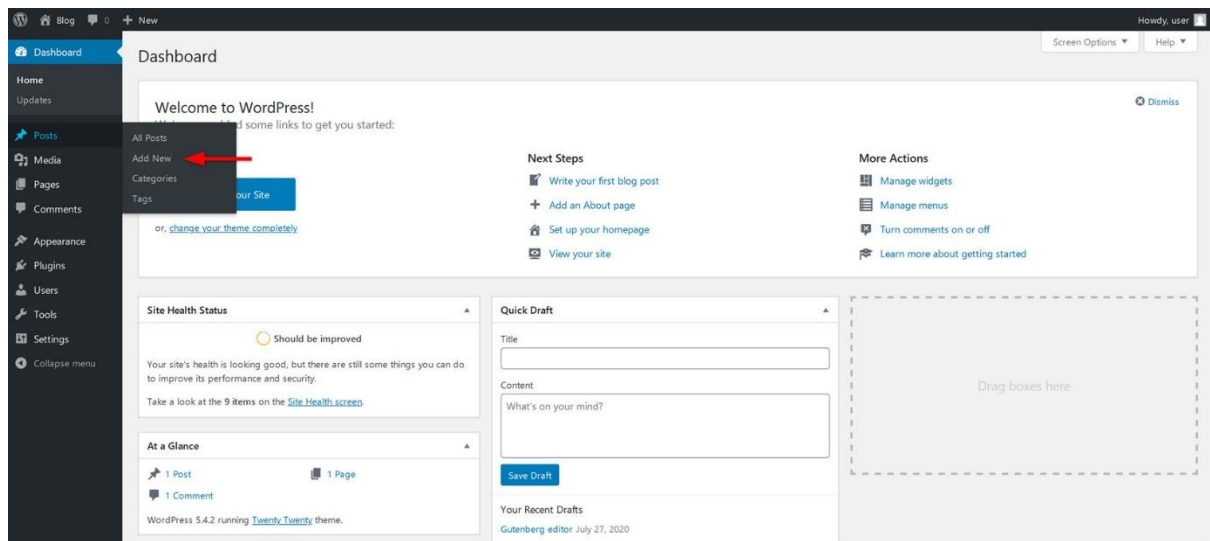 Blog 0 + New
Howdy, user
Dashboard
Home
Updates
Posts
Media
Pages
Comments
Appearance
Plugins
Users
Tools
Settings
Collapse menu
All Posts
Add New
Categories
Tags
Dashboard
Screen Options ▼
Help ▼
Welcome to WordPress!
some links to get you started:
Dismiss
our Site
or, change your theme completely
Next Steps
Write your first blog post
Add an About page
Set up your homepage
View your site
More Actions
Manage widgets
Manage menus
Turn comments on or off
Learn more about getting started
Site Health Status
Should be improved
Your site's health is looking good, but there are still some things you can do
to improve its performance and security.
Take a look at the 9 items on the Site Health screen.
At a Glance
1 Post
1 Page
1 Comment
WordPress 5.4.2 running Twenty Twenty theme.
Quick Draft
Title
Content
What's on your mind?
Save Draft
Your Recent Drafts
Gutenberg editor July 27, 2020
Drag boxes here